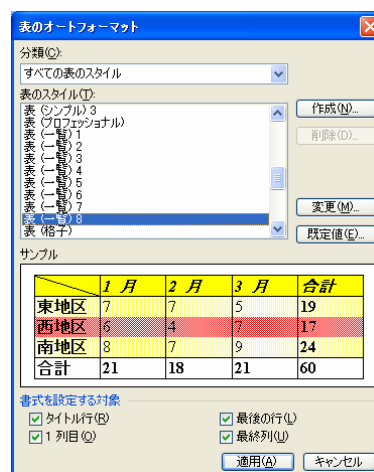 表のオートフォーマット
分類(C):
すべての表のスタイル
表のスタイル(T):
表 (シンプル) 3
表 (プロフェッショナル)
表 (一覧) 1
表 (一覧) 2
表 (一覧) 3
表 (一覧) 4
表 (一覧) 5
表 (一覧) 6
表 (一覧) 7
表 (一覧) 8
表 (格子)
作成(N)...
削除(D)...
変更(M)...
既定値(E)...
サンプル
1 月 2 月 3 月 合計
東地区 7 7 5 19
西地区 6 4 7 17
南地区 8 7 9 24
合計 21 18 21 60
書式を設定する対象
タイトル行(R) 最後の行(L)
1 列目(O) 最終列(U)
適用(A) キャンセル